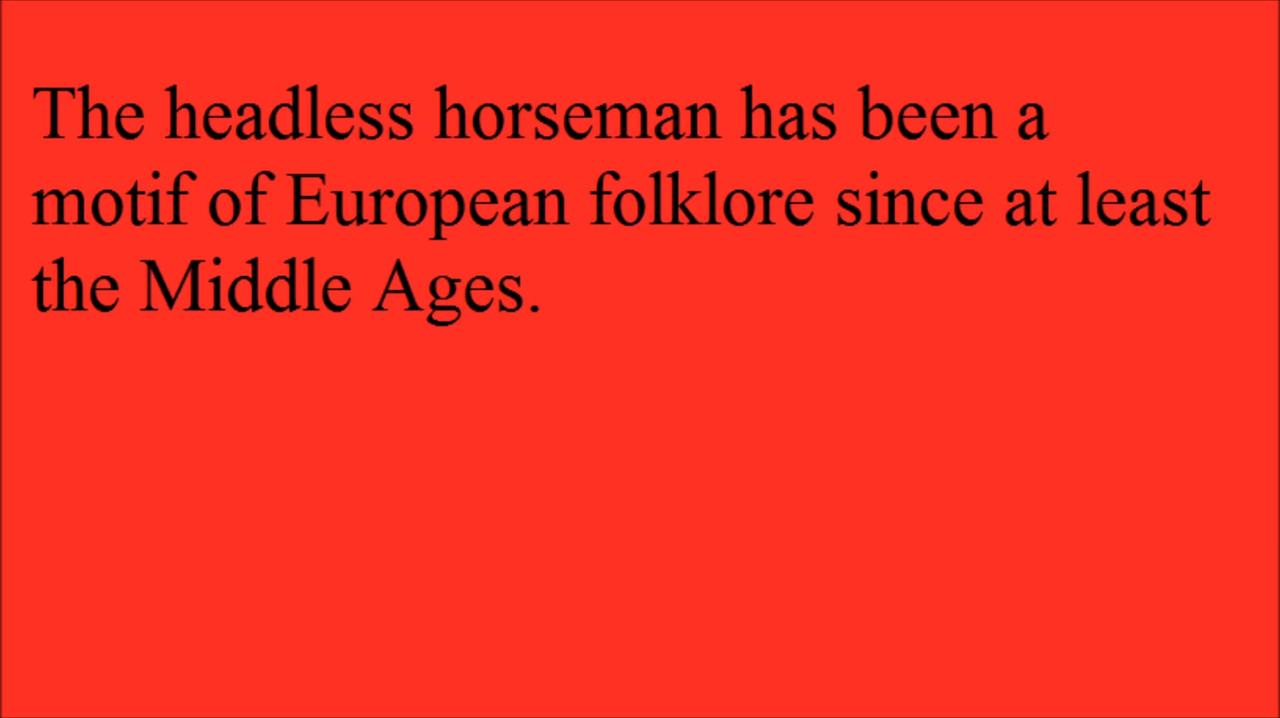 The headless horseman has been a
motif of European folklore since at least
the Middle Ages.